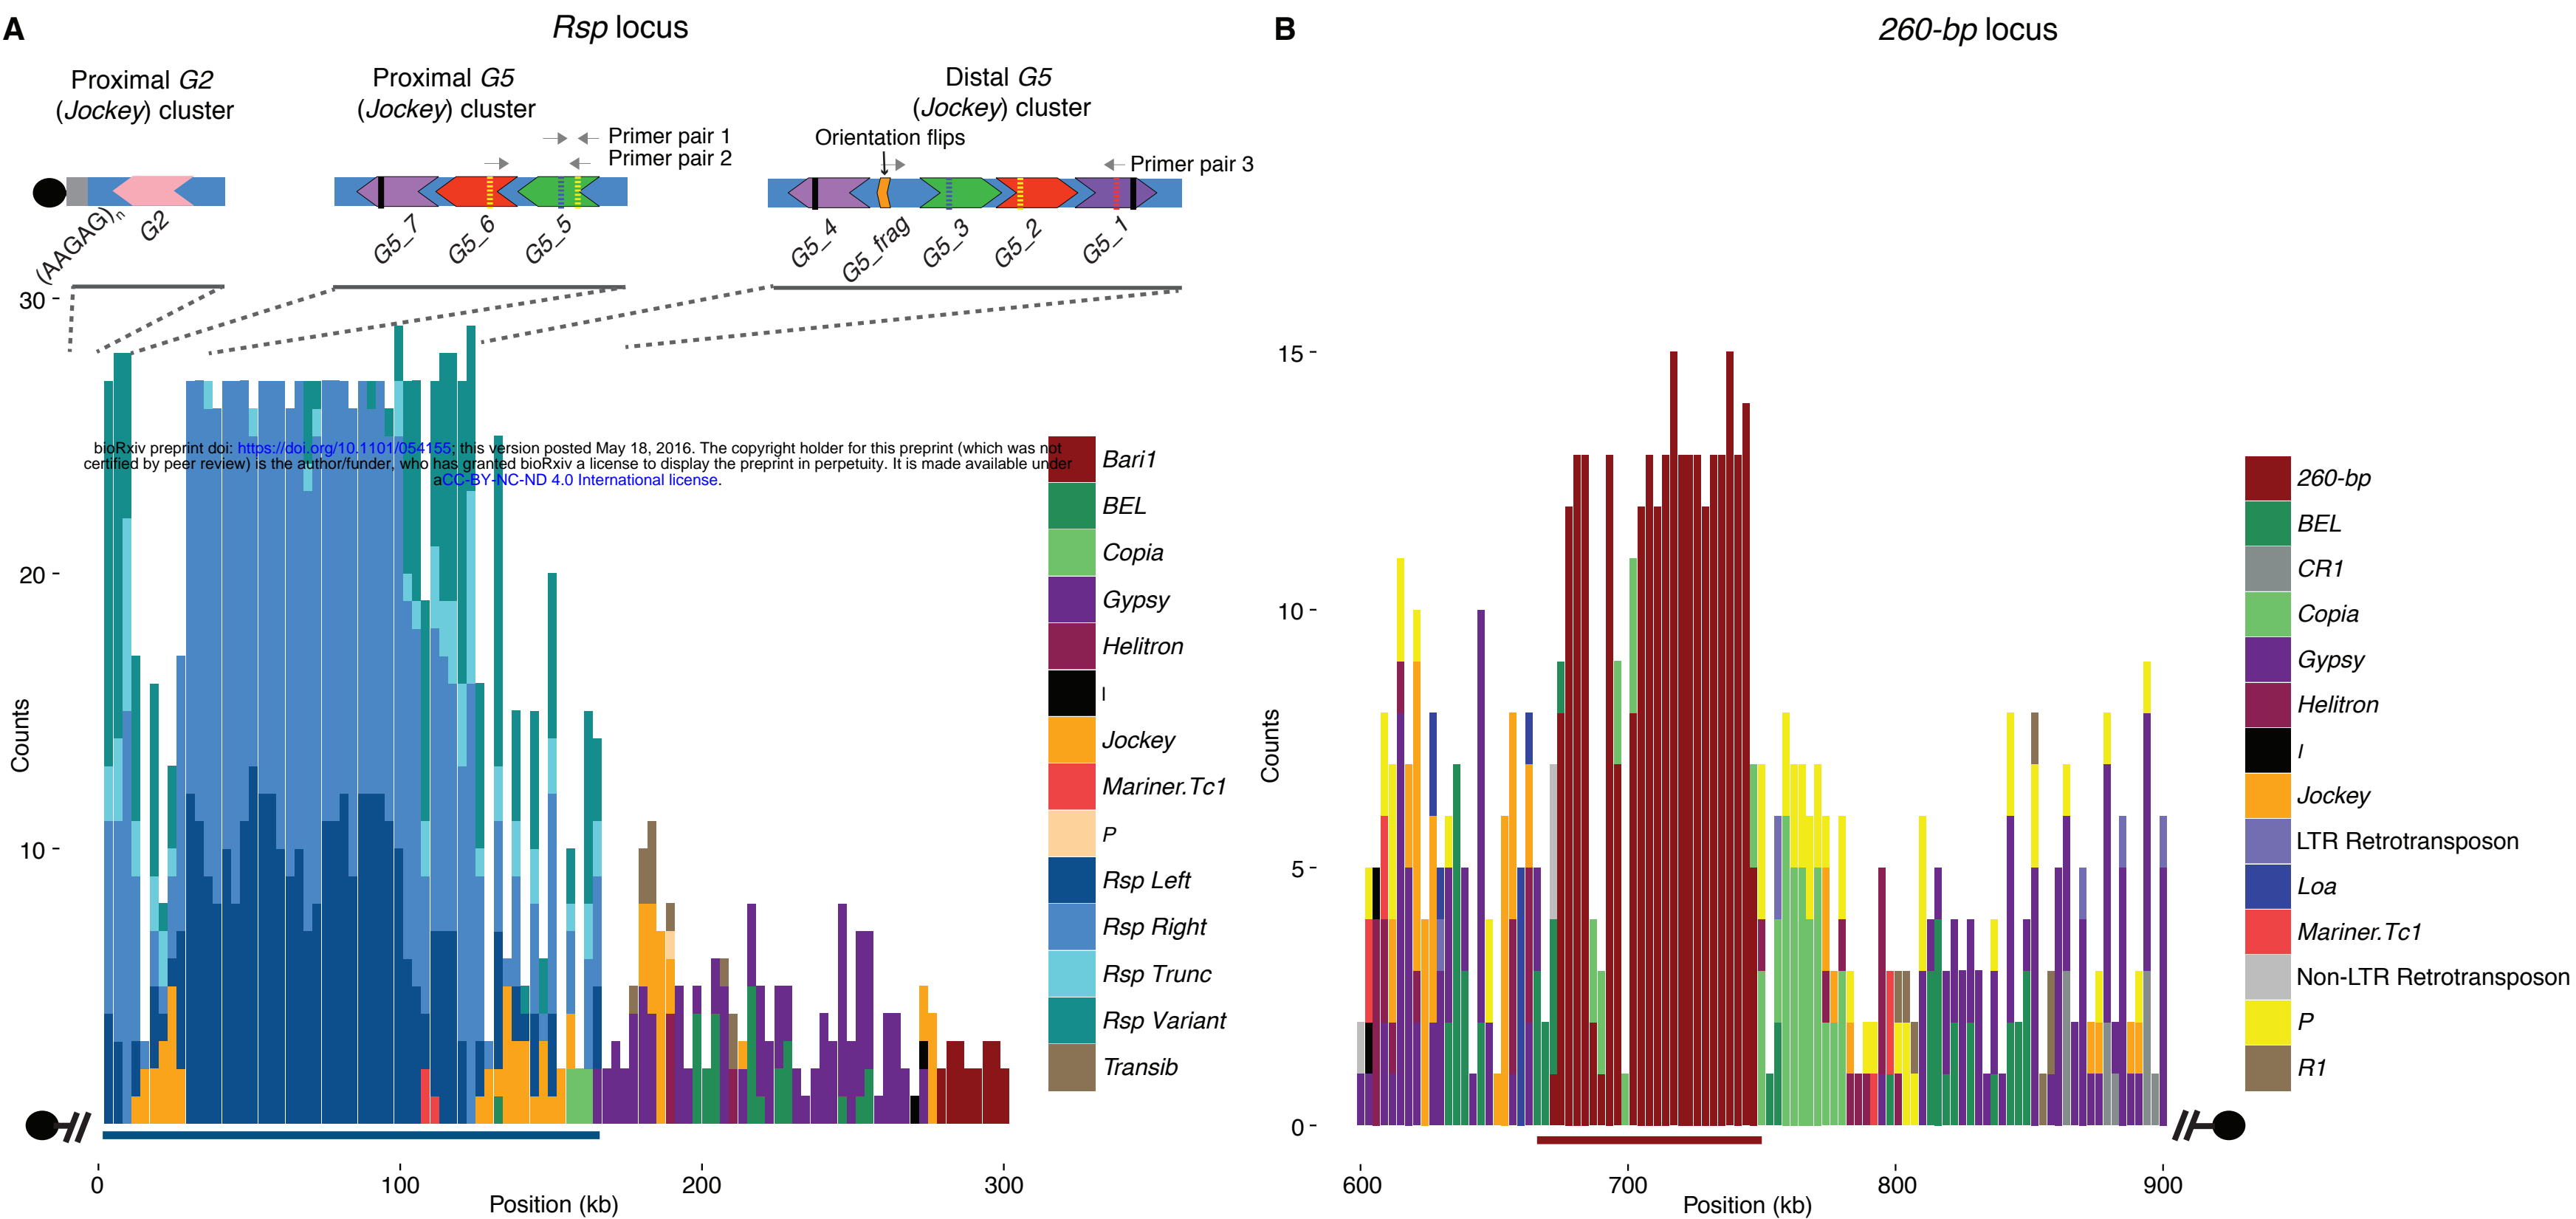 A
Rsp locus
Proximal G2
(Jockey) cluster
Proximal G5
(Jockey) cluster
Distal G5
(Jockey) cluster
Primer pair 1
Primer pair 2
Orientation flips
Primer pair 3
(AAGAG)n
G2
G5_7
G5_6
G5_5
G5_4
G5_frag
G5_3
G5_2
G5_1
30
20
10
Counts
bioRxiv preprint doi: https://doi.org/10.1101/054155; this version posted May 18, 2016. The copyright holder for this preprint (which was not
certified by peer review) is the author/funder, who has granted bioRxiv a license to display the preprint in perpetuity. It is made available under
aCC-BY-NC-ND 4.0 International license.
Bari1
BEL
Copia
Gypsy
Helitron
I
Jockey
Mariner.Tc1
P
Rsp Left
Rsp Right
Rsp Trunc
Rsp Variant
Transib
0
100
200
300
Position (kb)
B
260-bp locus
15
10
5
0
Counts
260-bp
BEL
CR1
Copia
Gypsy
Helitron
I
Jockey
LTR Retrotransposon
Loa
Mariner.Tc1
Non-LTR Retrotransposon
P
R1
600
700
800
900
Position (kb)